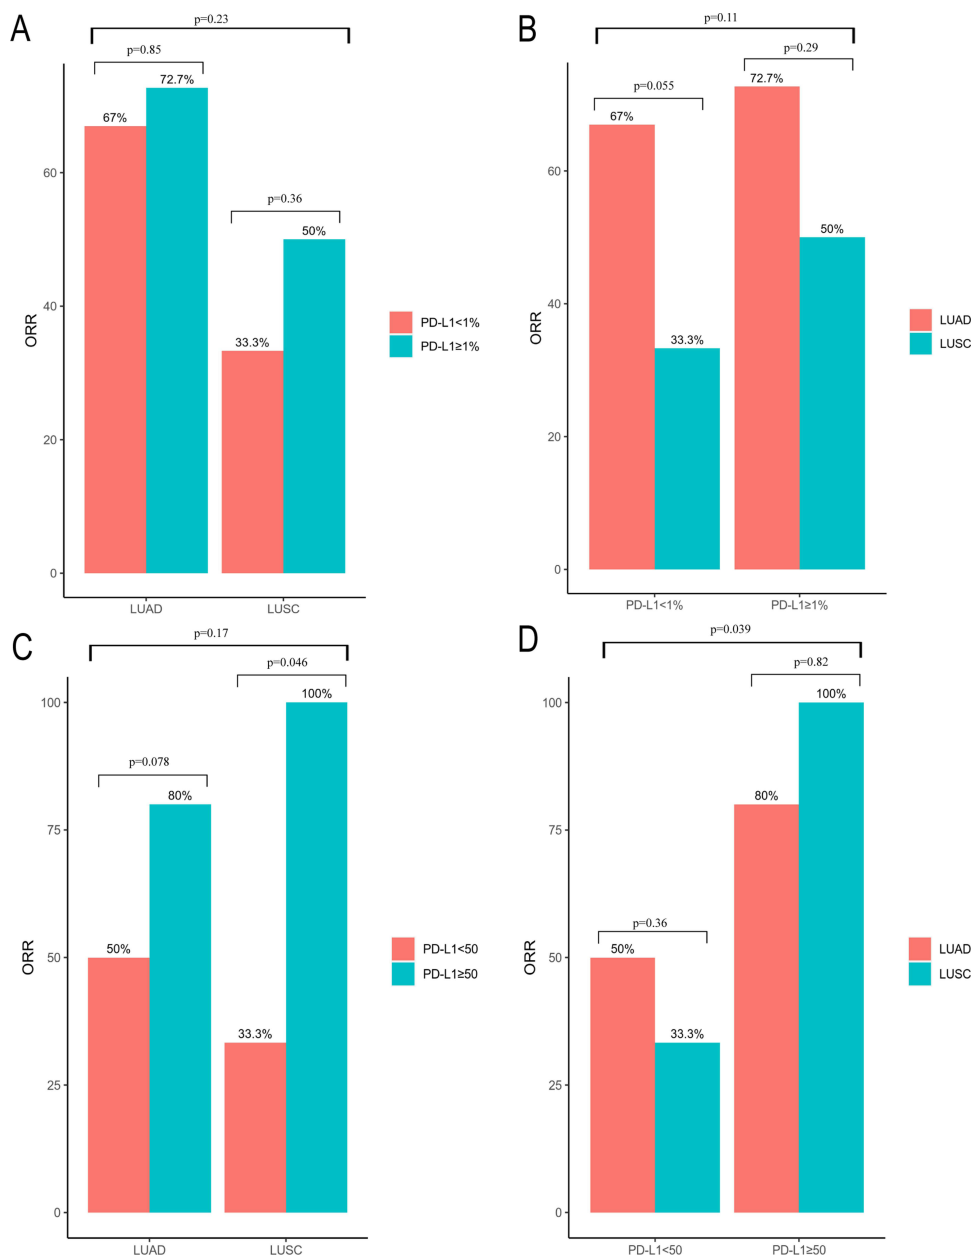 A
p=0.23
p=0.85
72.7%
67%
p=0.36
50%
33.3%
60
40
20
0
ORR
LUAD
LUSC
PD-L1<1%
PD-L1≥1%
B
p=0.11
p=0.29
p=0.055
72.7%
67%
50%
33.3%
60
40
20
0
ORR
PD-L1<1%
PD-L1≥1%
LUAD
LUSC
C
p=0.17
p=0.046
100%
p=0.078
80%
50%
33.3%
100
75
50
25
0
ORR
LUAD
LUSC
PD-L1<50
PD-L1≥50
D
p=0.039
p=0.82
100%
80%
p=0.36
50%
33.3%
100
75
50
25
0
ORR
PD-L1<50
PD-L1≥50
LUAD
LUSC